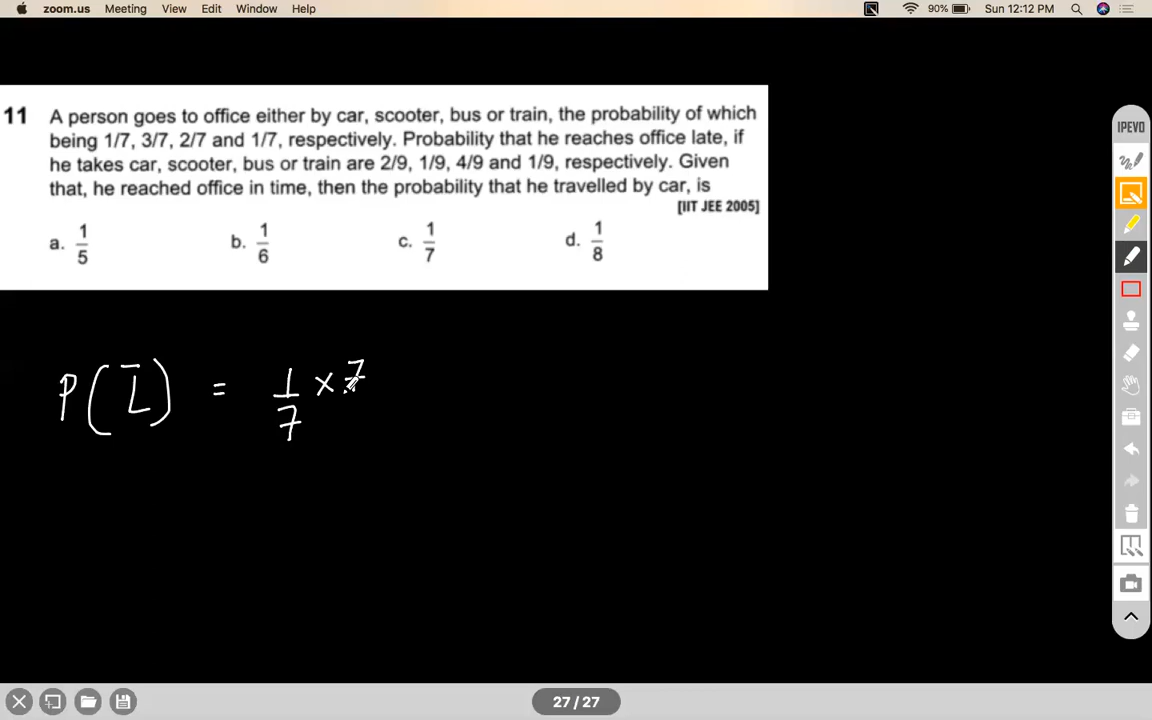 zoom.us Meeting View Edit Window Help 90% Sun 12:12 PM
11 A person goes to office either by car, scooter, bus or train, the probability of which
being 1/7, 3/7, 2/7 and 1/7, respectively. Probability that he reaches office late, if
he takes car, scooter, bus or train are 2/9, 1/9, 4/9 and 1/9, respectively. Given
that, he reached office in time, then the probability that he travelled by car, is
[IIT JEE 2005]
a. 1/5 b. 1/6 c. 1/7 d. 1/8
IPEVO
P(L̅) = 1/7 × 7
27 / 27